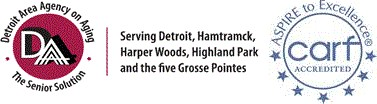 Detroit Area Agency on Aging
DAAA
The Senior Solution
Serving Detroit, Hamtramck,
Harper Woods, Highland Park
and the five Grosse Pointes
ASPIRE to Excellence®
carf
ACCREDITED